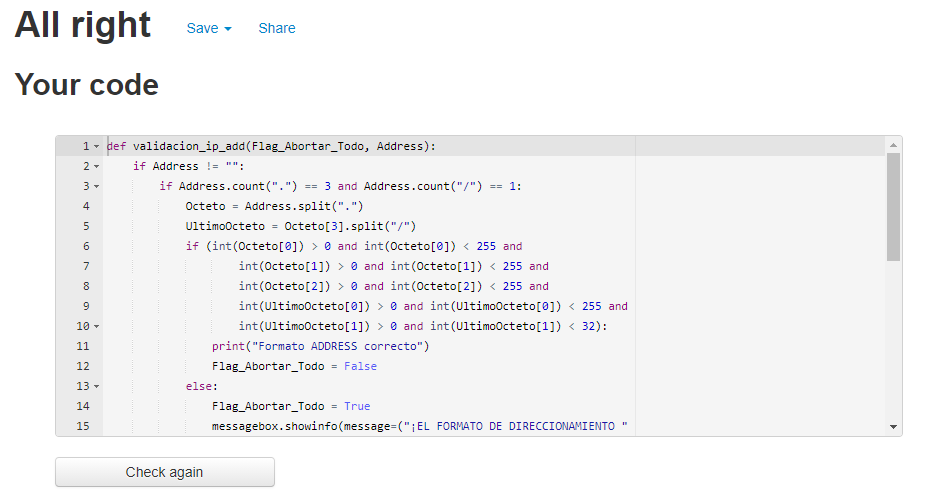 All right
Save
Share
Your code
1 def validacion_ip_add(Flag_Abortar_Todo, Address):
2 if Address != "":
3 if Address.count(".") == 3 and Address.count("/") == 1:
4 Octeto = Address.split(".")
5 UltimoOcteto = Octeto[3].split("/")
6 if (int(Octeto[0]) > 0 and int(Octeto[0]) < 255 and
7 int(Octeto[1]) > 0 and int(Octeto[1]) < 255 and
8 int(Octeto[2]) > 0 and int(Octeto[2]) < 255 and
9 int(UltimoOcteto[0]) > 0 and int(UltimoOcteto[0]) < 255 and
10 int(UltimoOcteto[1]) > 0 and int(UltimoOcteto[1]) < 32):
11 print("Formato ADDRESS correcto")
12 Flag_Abortar_Todo = False
13 else:
14 Flag_Abortar_Todo = True
15 messagebox.showinfo(message=("¡EL FORMATO DE DIRECCIONAMIENTO "
Check again